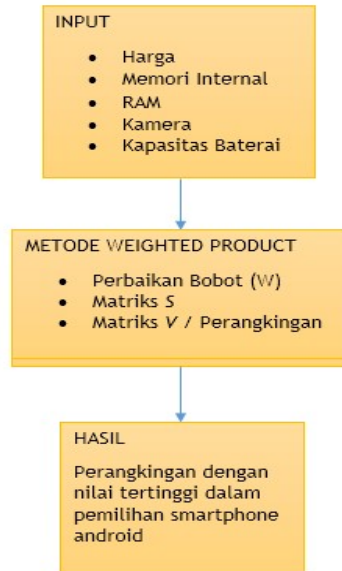 INPUT
• Harga
• Memori Internal
• RAM
• Kamera
• Kapasitas Baterai
METODE WEIGHTED PRODUCT
• Perbaikan Bobot (W)
• Matriks S
• Matriks V / Perangkingan
HASIL
Perangkingan dengan
nilai tertinggi dalam
pemilihan smartphone
android